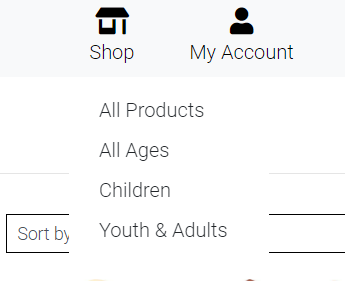 Shop
My Account
All Products
All Ages
Children
Youth & Adults
Sort by